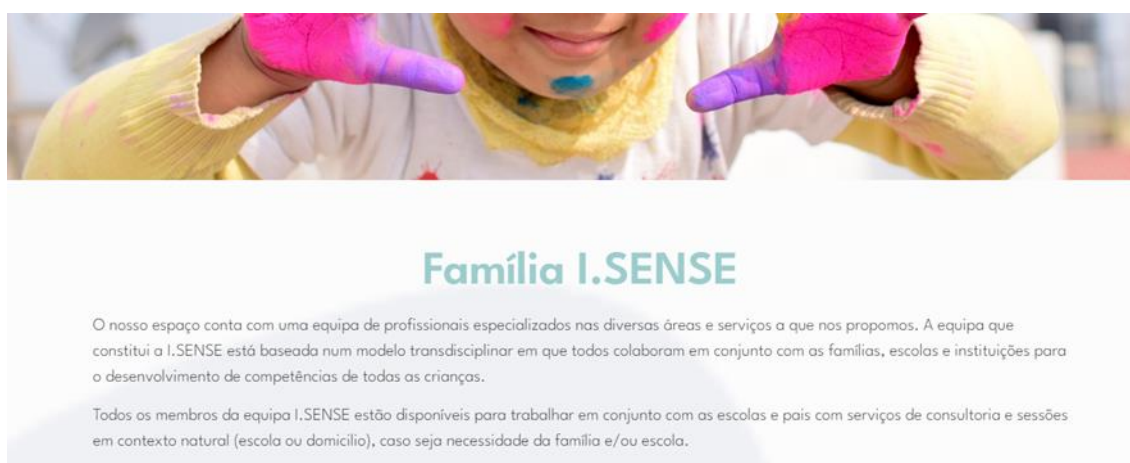 Família I.SENSE
O nosso espaço conta com uma equipa de profissionais especializados nas diversas áreas e serviços a que nos propomos. A equipa que
constitui a I.SENSE está baseada num modelo transdisciplinar em que todos colaboram em conjunto com as famílias, escolas e instituições para
o desenvolvimento de competências de todas as crianças.
Todos os membros da equipa I.SENSE estão disponíveis para trabalhar em conjunto com as escolas e pais com serviços de consultoria e sessões
em contexto natural (escola ou domicílio), caso seja necessidade da família e/ou escola.